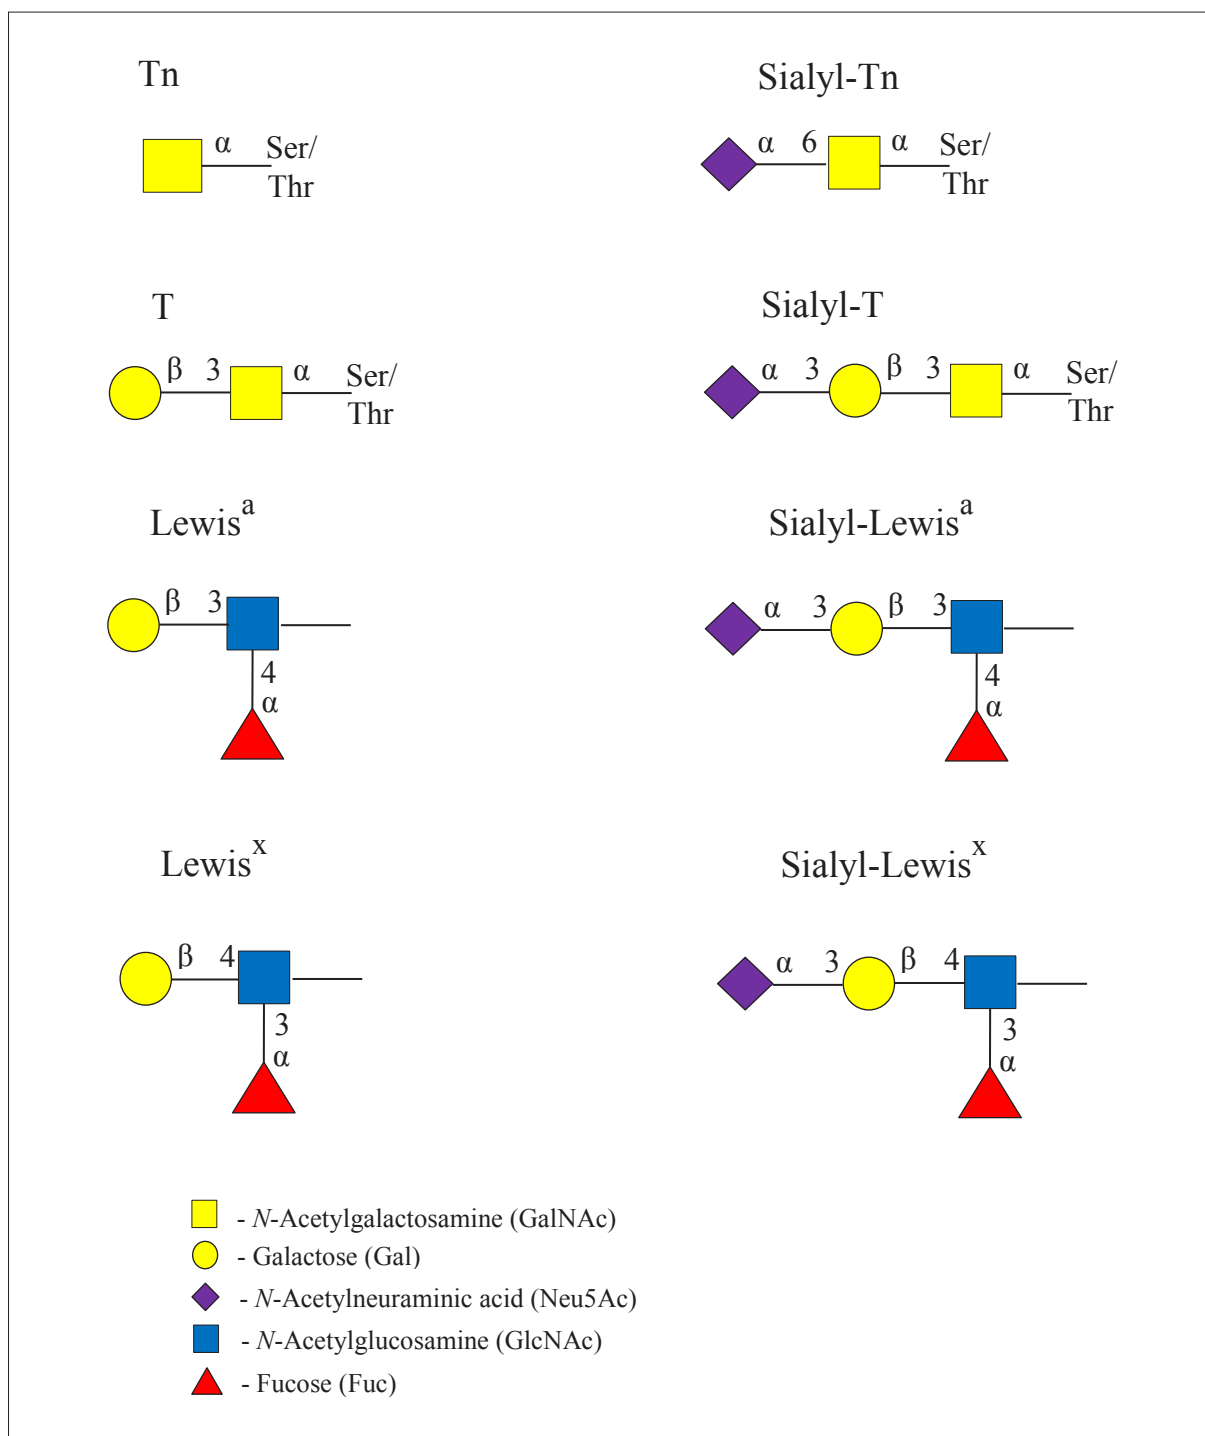 Tn
Sialyl-Tn
α Ser/
Thr
α 6 α Ser/
Thr
T
Sialyl-T
β 3 α Ser/
Thr
α 3 β 3 α Ser/
Thr
Lewisᵃ
Sialyl-Lewisᵃ
β 3
4
α
α 3 β 3
4
α
Lewisˣ
Sialyl-Lewisˣ
β 4
3
α
α 3 β 4
3
α
- N-Acetylgalactosamine (GalNAc)
- Galactose (Gal)
- N-Acetylneuraminic acid (Neu5Ac)
- N-Acetylglucosamine (GlcNAc)
- Fucose (Fuc)